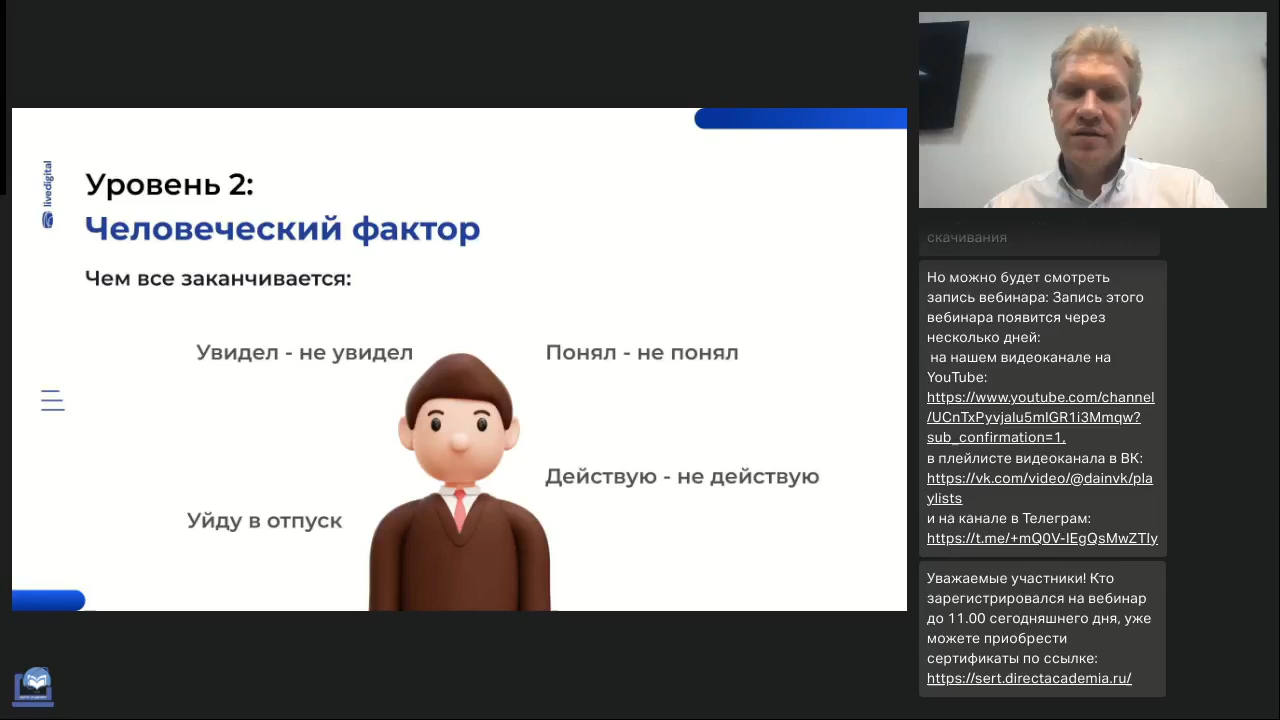 livedigital
Уровень 2:
Человеческий фактор
Чем все заканчивается:
Увидел - не увидел
Понял - не понял
Действую - не действую
Уйду в отпуск
скачивания
Но можно будет смотреть
запись вебинара: Запись этого
вебинара появится через
несколько дней:
на нашем видеоканале на
YouTube:
https://www.youtube.com/channel
/UCnTxPyvjalu5mlGR1i3Mmqw?
sub_confirmation=1,
в плейлисте видеоканала в ВК:
https://vk.com/video/@dainvk/pla
ylists
и на канале в Телеграм:
https://t.me/+mQ0V-IEgQsMwZTIy
Уважаемые участники! Кто
зарегистрировался на вебинар
до 11.00 сегодняшнего дня, уже
можете приобрести
сертификаты по ссылке:
https://sert.directacademia.ru/